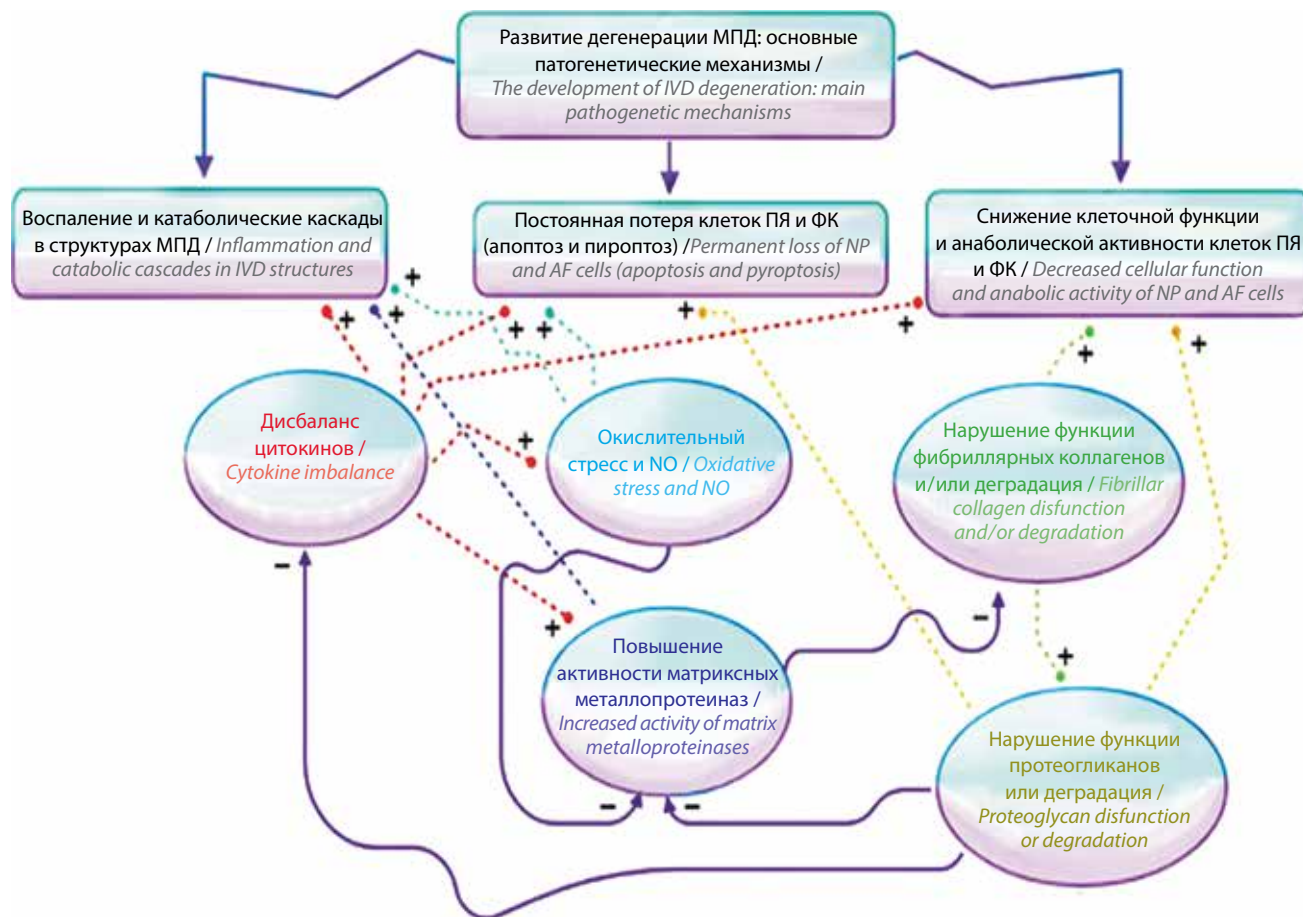 Развитие дегенерации МПД: основные
патогенетические механизмы /
The development of IVD degeneration: main
pathogenetic mechanisms
Воспаление и катаболические каскады
в структурах МПД / Inflammation and
catabolic cascades in IVD structures
Постоянная потеря клеток ПЯ и ФК
(апоптоз и пироптоз) /Permanent loss of NP
and AF cells (apoptosis and pyroptosis)
Снижение клеточной функции
и анаболической активности клеток ПЯ
и ФК / Decreased cellular function
and anabolic activity of NP and AF cells
+
+
+
+
+
+
+
+
+
Дисбаланс
цитокинов /
Cytokine imbalance
+
Окислительный
стресс и NO / Oxidative
stress and NO
Нарушение функции
фибриллярных коллагенов
и/или деградация / Fibrillar
collagen disfunction
and/or degradation
–
+
–
+
Повышение
активности матриксных
металлопротеиназ /
Increased activity of matrix
metalloproteinases
Нарушение функции
протеогликанов
или деградация /
Proteoglycan disfunction
or degradation
–
–